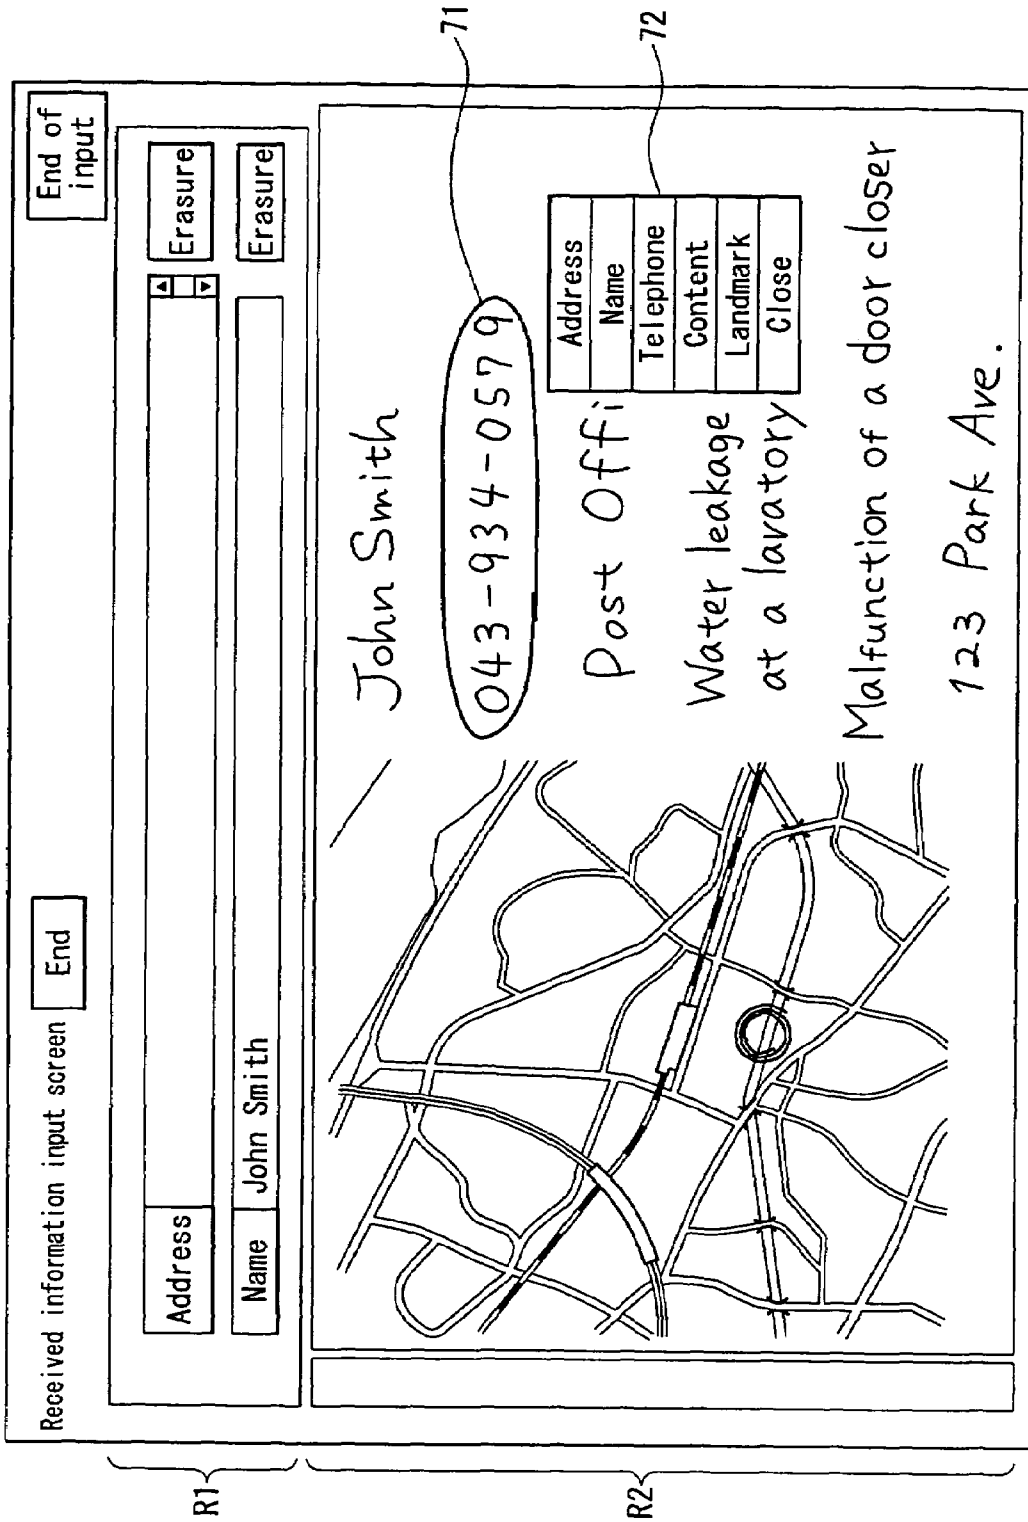 Received information input screen
End
End of
input
Address
Erasure
Name
John Smith
Erasure
R1
R2
John Smith
043-934-0579
71
Post Offi
Address
Name
Telephone
Content
Landmark
Close
72
Water leakage
at a lavatory
Malfunction of a door closer
123 Park Ave.